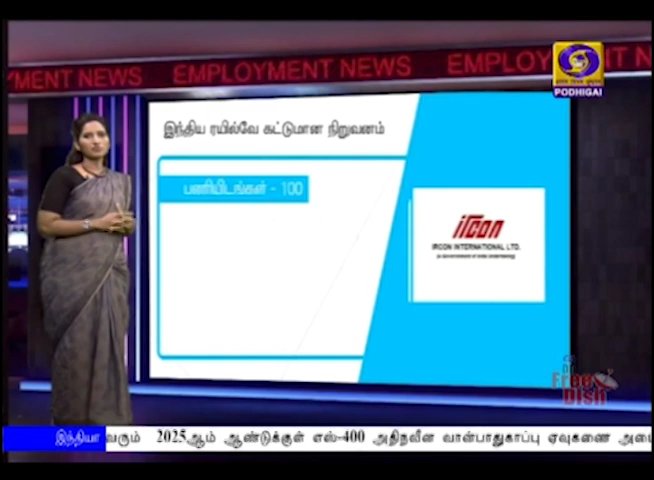 EMPLOYMENT NEWS
PODHIGAI
இந்திய ரயில்வே கட்டுமான நிறுவனம்
பணியிடங்கள் - 100
ircon
IRCON INTERNATIONAL LTD.
Free
Dish
இந்தியா வரும் 2025ஆம் ஆண்டுக்குள் எஸ்-400 அதிநவீன வான்பாதுகாப்பு ஏவுகணை